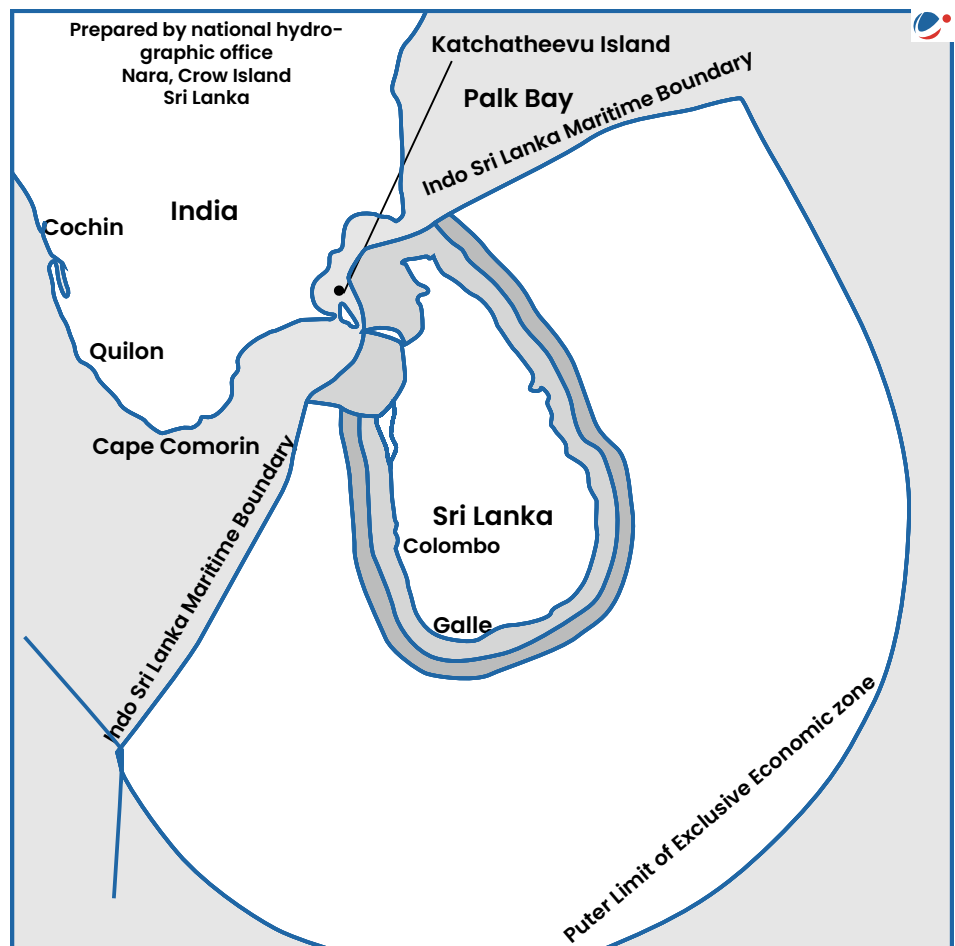 Prepared by national hydro-
graphic office
Nara, Crow Island
Sri Lanka
Katchatheevu Island
Palk Bay
Indo Sri Lanka Maritime Boundary
India
Cochin
Quilon
Cape Comorin
Indo Sri Lanka Maritime Boundary
Sri Lanka
Colombo
Galle
Puter Limit of Exclusive Economic zone